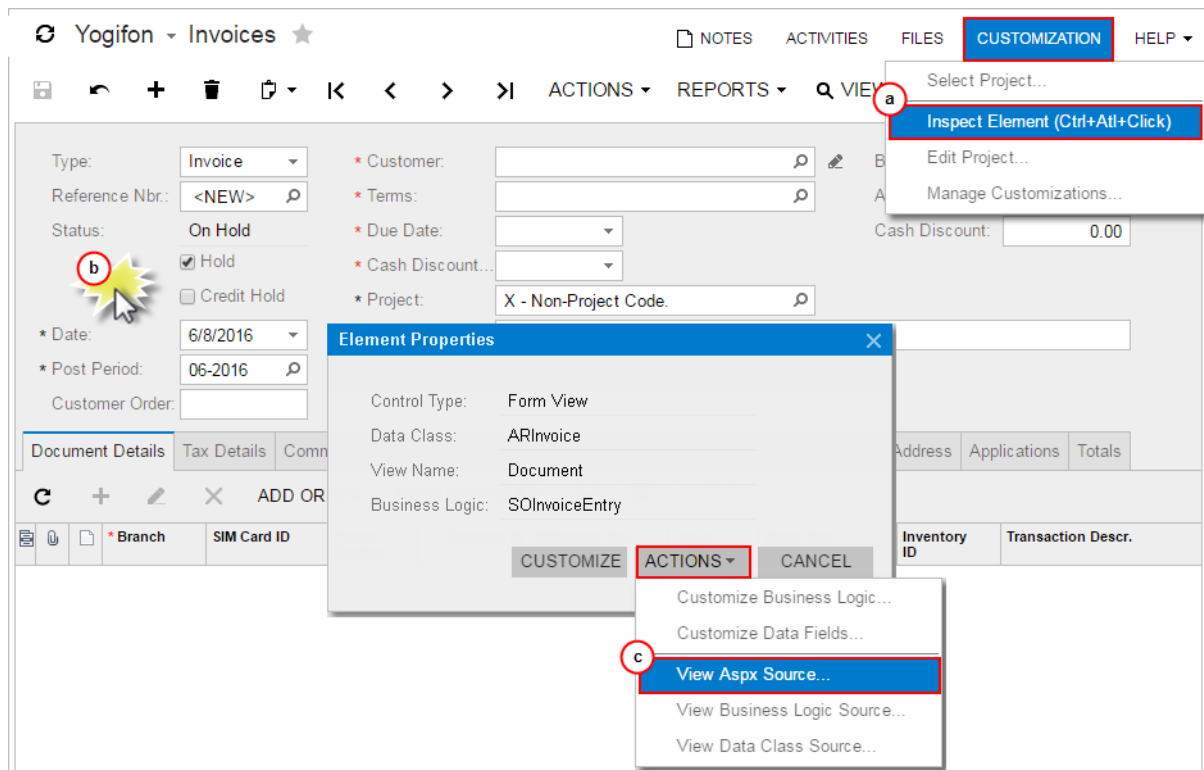 Yogifon Invoices
NOTES ACTIVITIES FILES CUSTOMIZATION HELP
ACTIONS REPORTS VIEW
Select Project...
a
Inspect Element (Ctrl+Atl+Click)
Edit Project...
Manage Customizations...
Type: Invoice * Customer: B
Reference Nbr.: <NEW> * Terms: A
Status: On Hold * Due Date: Cash Discount: 0.00
b
Hold * Cash Discount...
Credit Hold * Project: X - Non-Project Code.
* Date: 6/8/2016
* Post Period: 06-2016
Customer Order:
Element Properties
Control Type: Form View
Data Class: ARInvoice
View Name: Document
Business Logic: SOInvoiceEntry
CUSTOMIZE ACTIONS CANCEL
Document Details Tax Details Comm Address Applications Totals
ADD OR
* Branch SIM Card ID Inventory ID Transaction Descr.
Customize Business Logic...
Customize Data Fields...
c
View Aspx Source...
View Business Logic Source...
View Data Class Source...